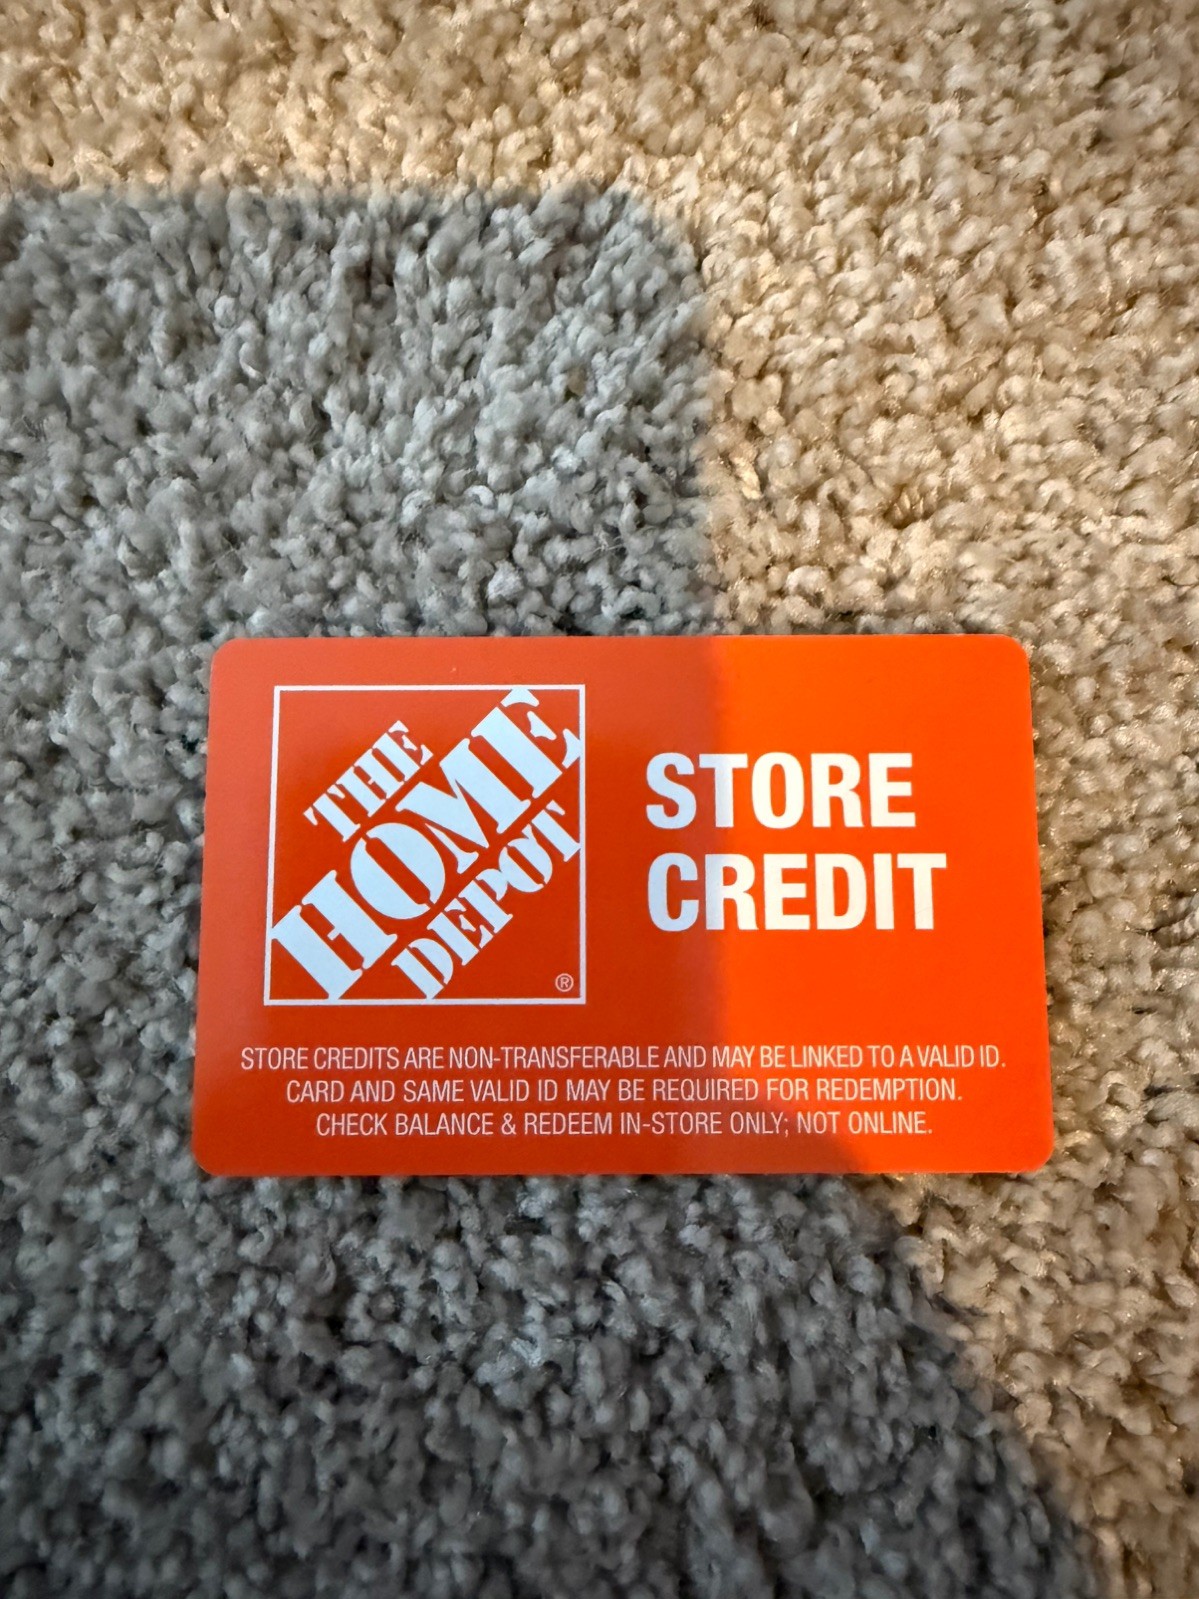 THE
HOME
DEPOT
®
STORE
CREDIT
STORE CREDITS ARE NON-TRANSFERABLE AND MAY BE LINKED TO A VALID ID.
CARD AND SAME VALID ID MAY BE REQUIRED FOR REDEMPTION.
CHECK BALANCE & REDEEM IN-STORE ONLY; NOT ONLINE.